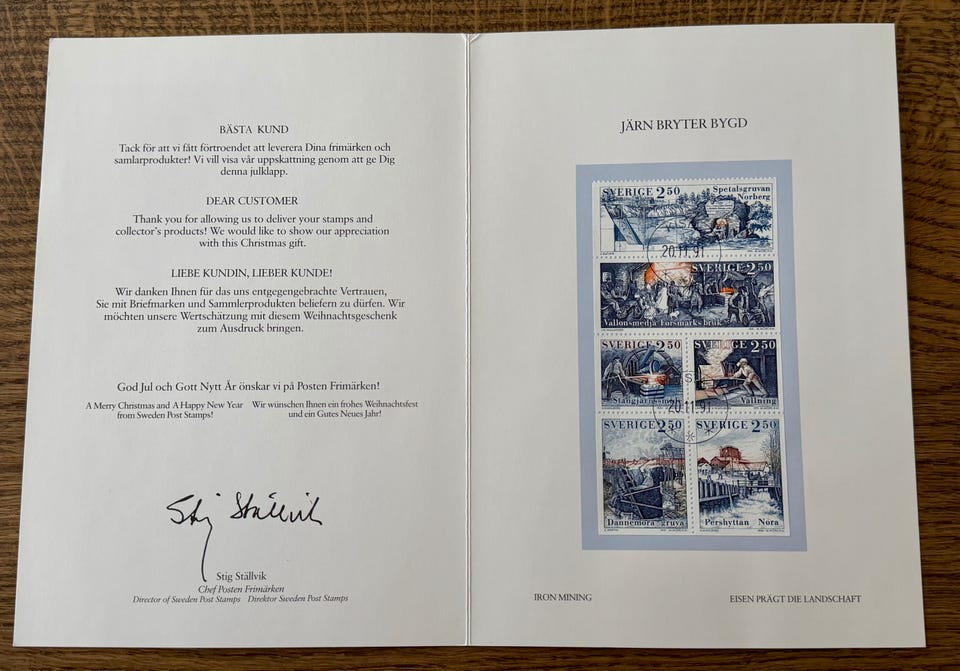 BÄSTA KUND
Tack för att vi fått förtroendet att leverera Dina frimärken och
samlarprodukter! Vi vill visa vår uppskattning genom att ge Dig
denna julklapp.
DEAR CUSTOMER
Thank you for allowing us to deliver your stamps and
collector's products! We would like to show our appreciation
with this Christmas gift.
LIEBE KUNDIN, LIEBER KUNDE!
Wir danken Ihnen für das uns entgegengebrachte Vertrauen,
Sie mit Briefmarken und Sammlerprodukten beliefern zu dürfen. Wir
möchten unsere Wertschätzung mit diesem Weihnachtsgeschenk
zum Ausdruck bringen.
God Jul och Gott Nytt År önskar vi på Posten Frimärken!
A Merry Christmas and A Happy New Year
from Sweden Post Stamps!
Wir wünschen Ihnen ein frohes Weihnachtsfest
und ein Gutes Neues Jahr!
Stig Ställvik
Stig Ställvik
Chef Posten Frimärken
Director of Sweden Post Stamps Direktor Sweden Post Stamps
JÄRN BRYTER BYGD
SVERIGE 2.50
Spetalsgruvan
Norberg
20.11.91
SVERIGE 2.50
Vallonsmedja Forsmarks bruk
SVERIGE 2.50
SVERIGE 2.50
Vällning
20.11.91
SVERIGE 2.50
Dannemora gruva
SVERIGE 2.50
Pershyttan Nora
IRON MINING
EISEN PRÄGT DIE LANDSCHAFT